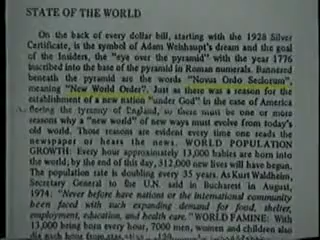 STATE OF THE WORLD
On the back of every dollar bill, starting with the 1928 Silver
Certificate, is the symbol of Adam Weishaupt's dream and the goal
of the Insiders, the "eye over the pyramid" with the year 1776
inscribed into the base of the pyramid in Roman numerals. Bannered
beneath the pyramid are the words "Novus Ordo Seclorum",
meaning "New World Order". Just as there was a reason for the
establishment of a new nation "under God" in the case of America
fleeing the tyranny of England, so there must be one or more
reasons why a "new world" of new ways must evolve from today's
old world. Those reasons are evident every time one reads the
newspaper or hears the news. WORLD POPULATION
GROWTH: Every hour approximately 13,000 babies are born into
the world; by the end of this day, 312,000 new lives will have begun.
The population rate is doubling every 35 years. As Kurt Waldheim,
Secretary General to the U.N. said in Bucharest in August,
1974: "Never before have nations or the international community
been faced with such expanding demand for food, shelter,
employment, education, and health care." WORLD FAMINE: With
13,000 being born every hour, 7000 men, women and children also
die each hour from